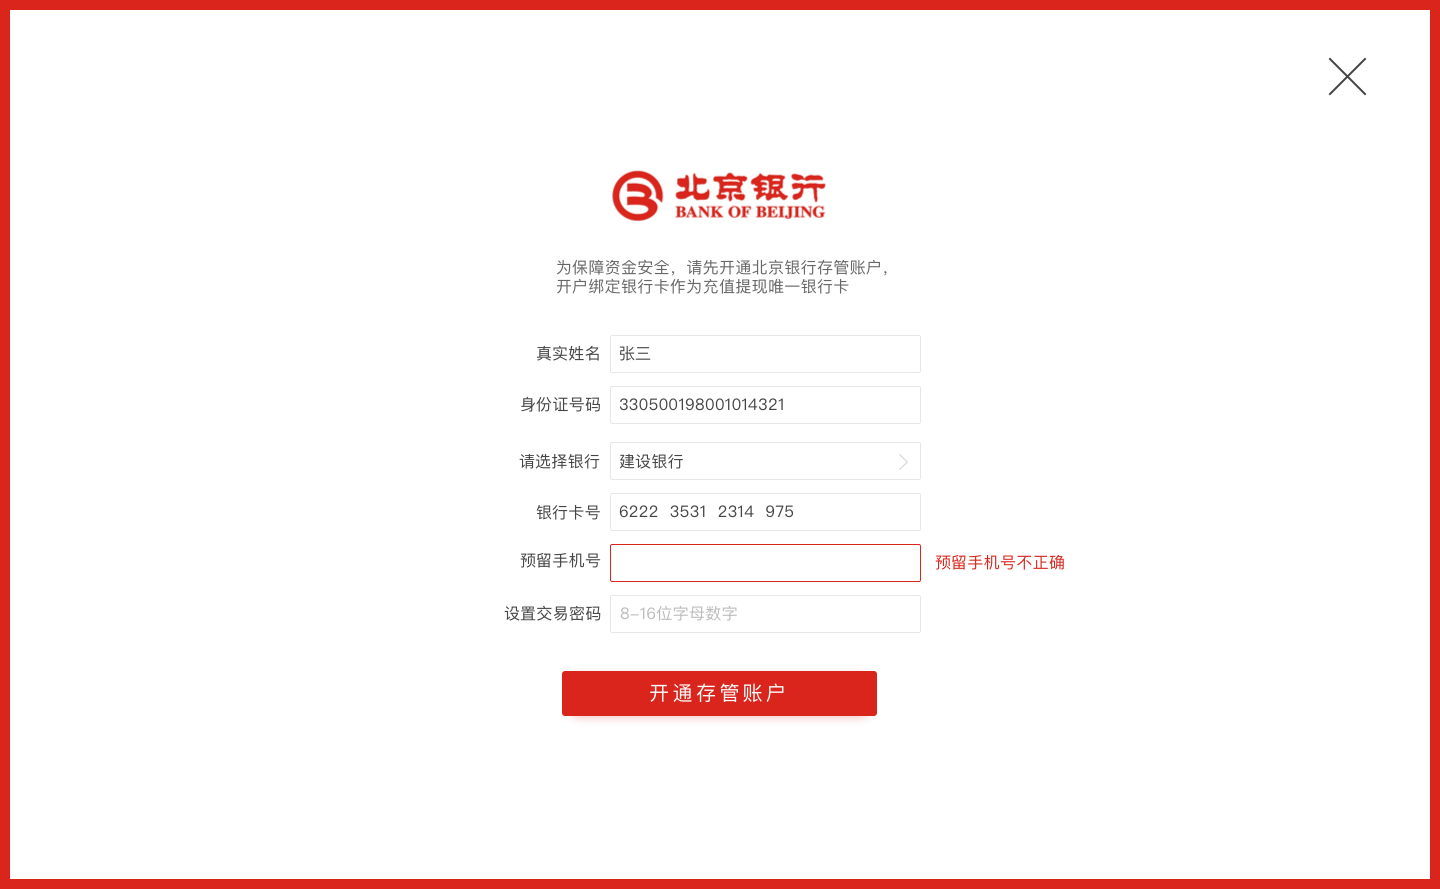 北京银行
BANK OF BEIJING
为保障资金安全，请先开通北京银行存管账户，
开户绑定银行卡作为充值提现唯一银行卡
真实姓名 张三
身份证号码 330500198001014321
请选择银行 建设银行
银行卡号 6222 3531 2314 975
预留手机号 预留手机号不正确
设置交易密码 8-16位字母数字
开通存管账户